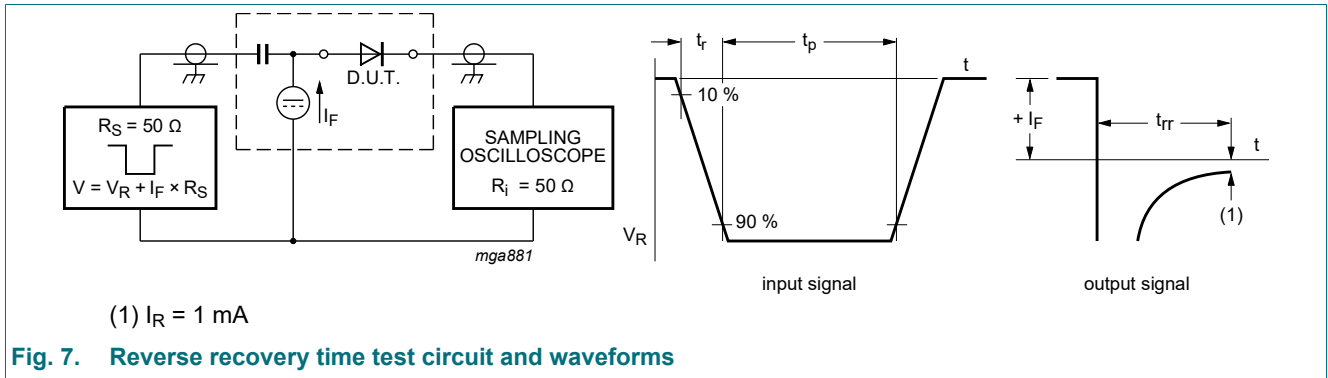 D.U.T.
I_F
R_S = 50 Ω
V = V_R + I_F × R_S
SAMPLING
OSCILLOSCOPE
R_i = 50 Ω
mga881
t_r
t_p
t
10 %
90 %
V_R
input signal
+ I_F
t_rr
t
(1)
output signal
(1) I_R = 1 mA
Fig. 7. Reverse recovery time test circuit and waveforms